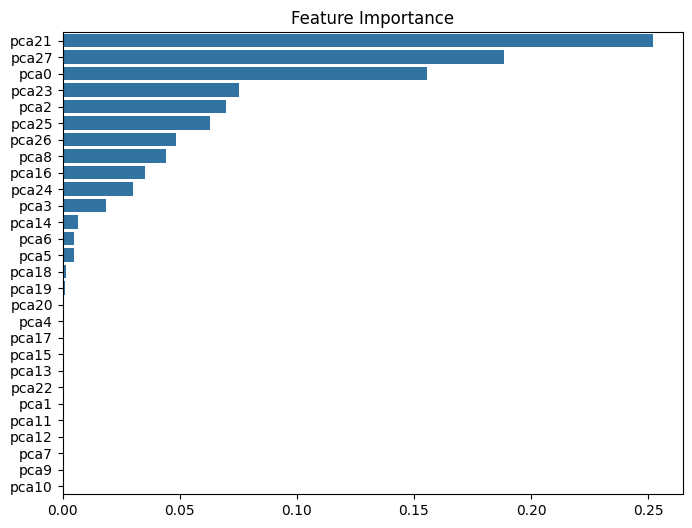 Feature Importance
pca21
pca27
pca0
pca23
pca2
pca25
pca26
pca8
pca16
pca24
pca3
pca14
pca6
pca5
pca18
pca19
pca20
pca4
pca17
pca15
pca13
pca22
pca1
pca11
pca12
pca7
pca9
pca10
0.00 0.05 0.10 0.15 0.20 0.25